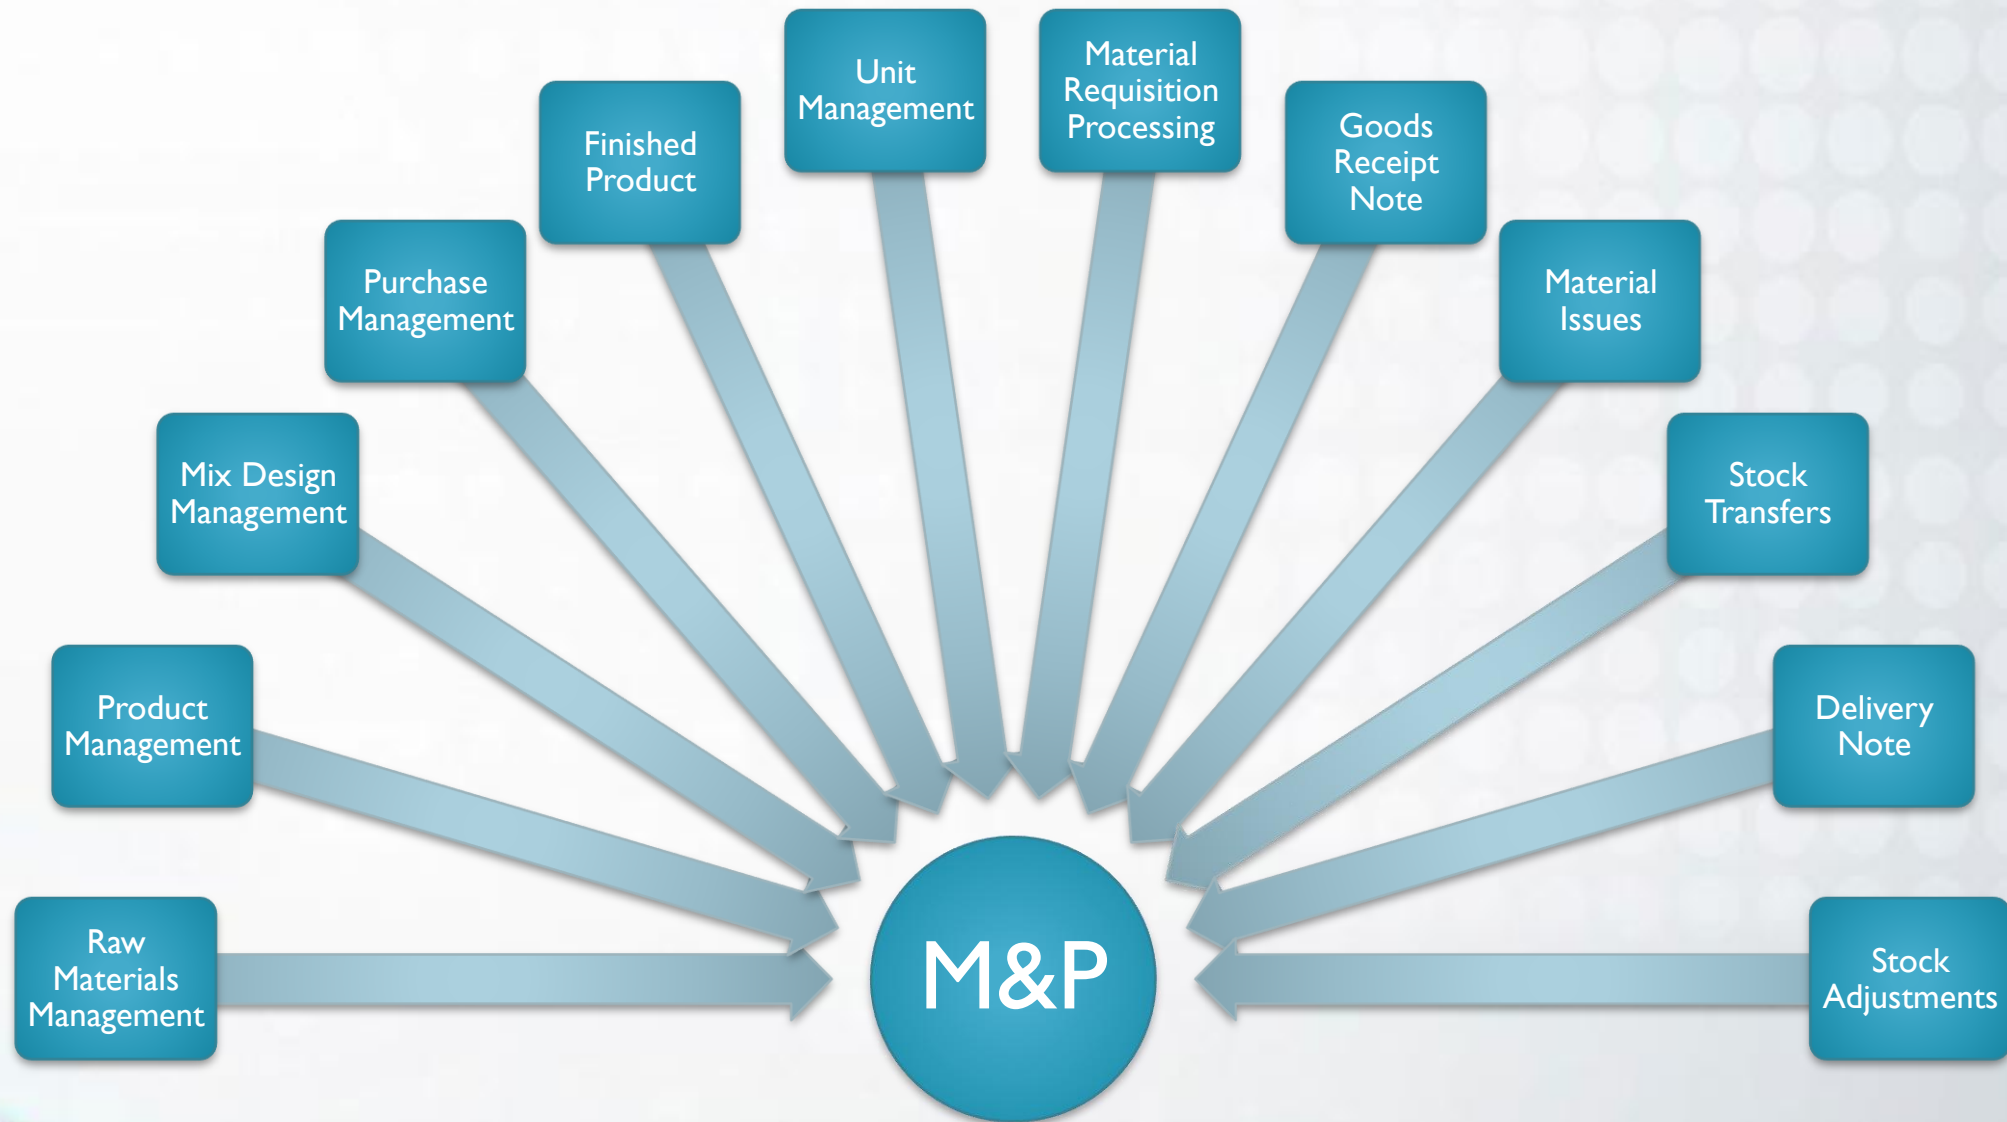 Unit
Management
Material
Requisition
Processing
Finished
Product
Goods
Receipt
Note
Purchase
Management
Material
Issues
Mix Design
Management
Stock
Transfers
Product
Management
Delivery
Note
Raw
Materials
Management
M&P
Stock
Adjustments